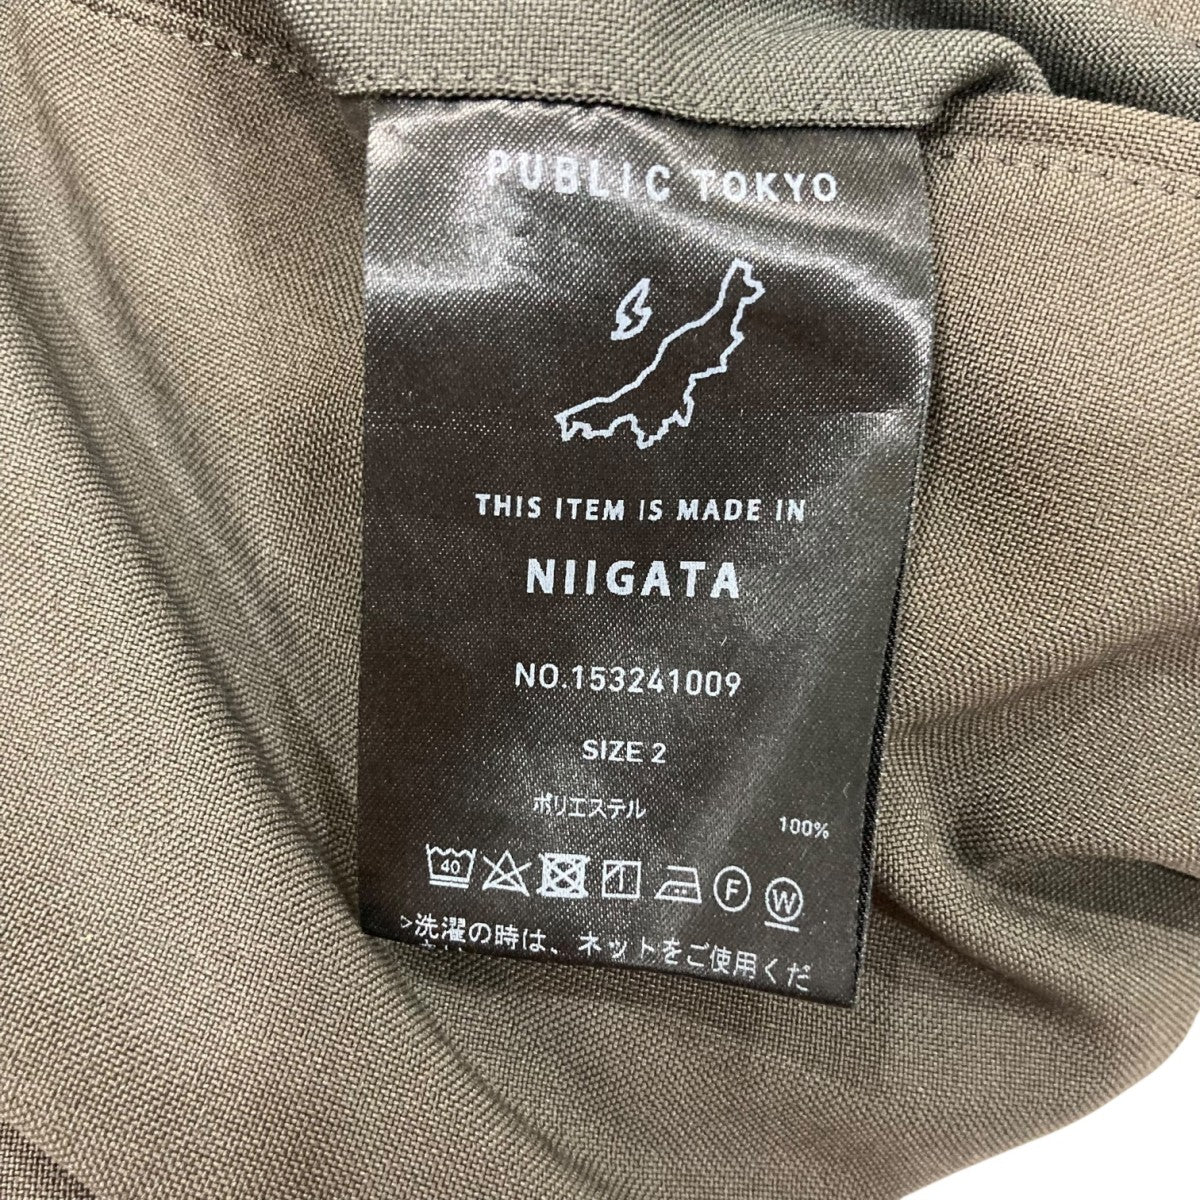 PUBLIC TOKYO
THIS ITEM IS MADE IN
NIIGATA
NO.153241009
SIZE 2
ポリエステル 100%
40 F W
>洗濯の時は、ネットをご使用くだ